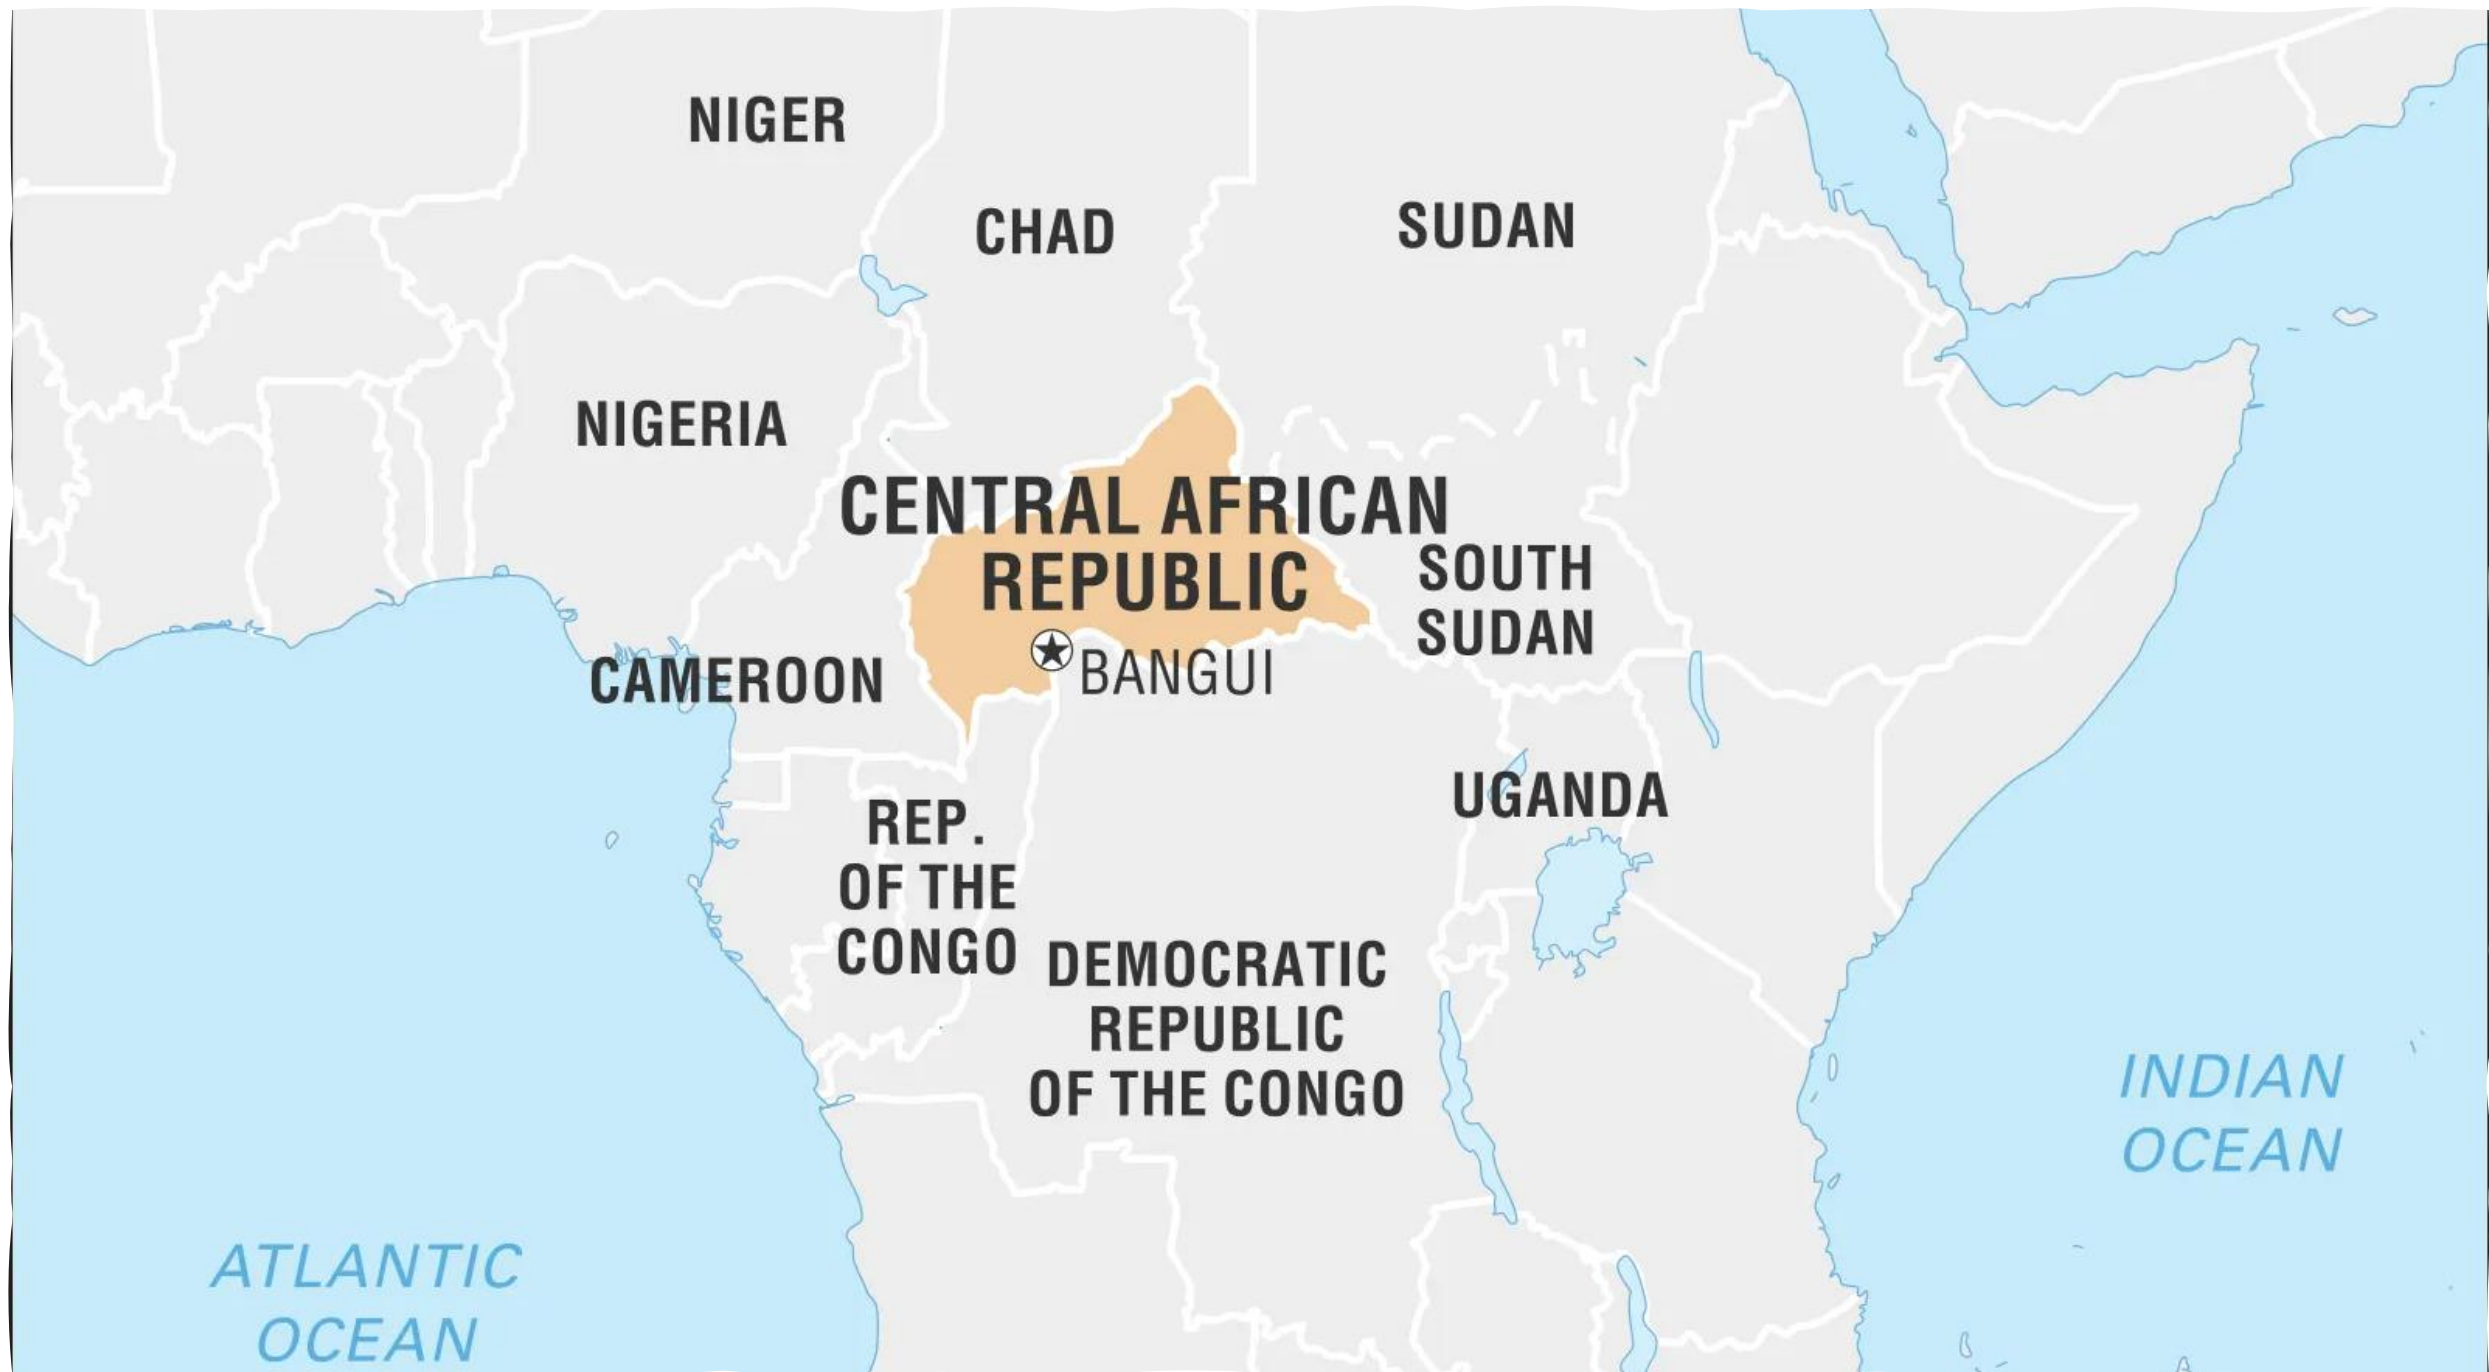 NIGER
CHAD
SUDAN
NIGERIA
CENTRAL AFRICAN
REPUBLIC
SOUTH
SUDAN
BANGUI
CAMEROON
UGANDA
REP.
OF THE
CONGO
DEMOCRATIC
REPUBLIC
OF THE CONGO
INDIAN
OCEAN
ATLANTIC
OCEAN